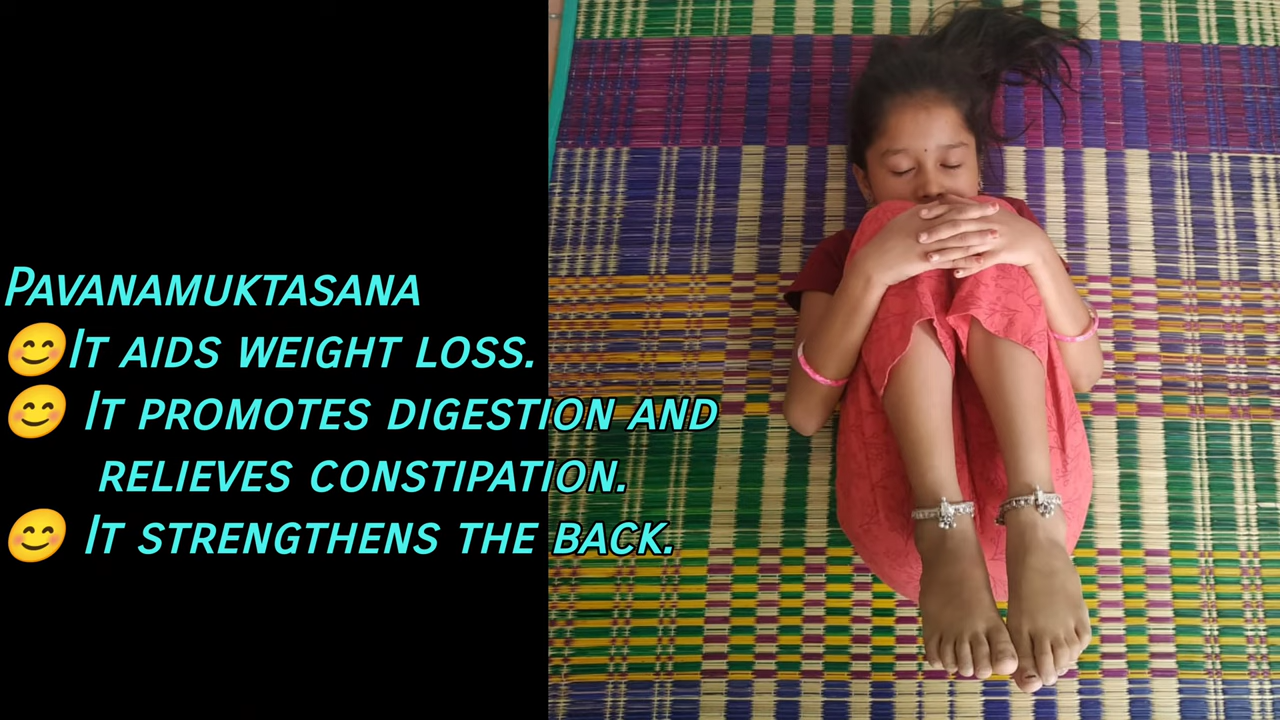 Pavanamuktasana
😊It aids weight loss.
😊 It promotes digestion and
relieves constipation.
😊 It strengthens the back.